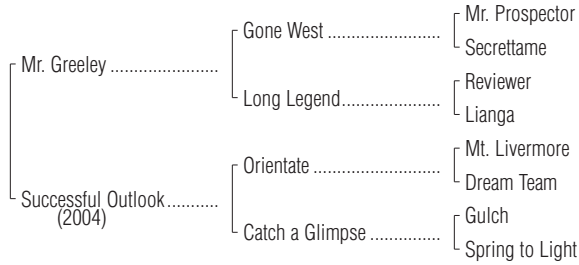 Mr. Prospector
Gone West ......................
Secrettame
Mr. Greeley ......................
Reviewer
Long Legend....................
Lianga
Mt. Livermore
Orientate ........................
Dream Team
Successful Outlook...........
(2004)
Gulch
Catch a Glimpse ...............
Spring to Light